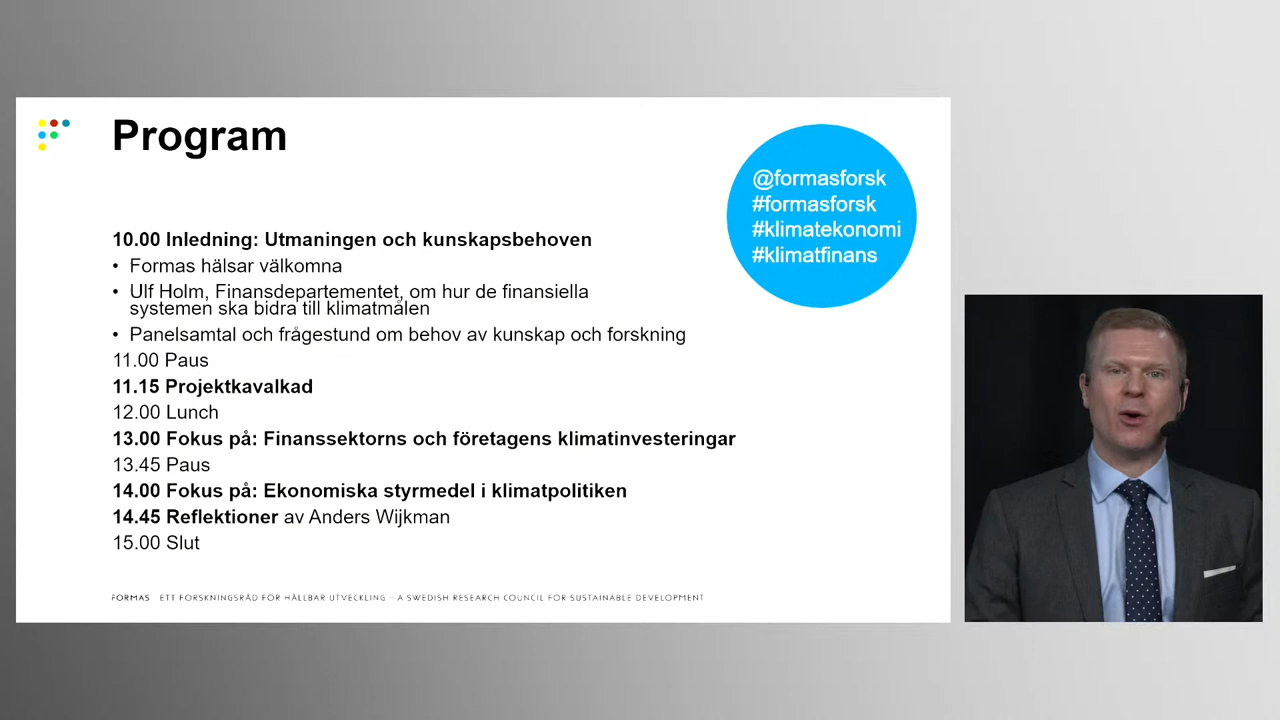 Program
@formasforsk
#formasforsk
#klimatekonomi
#klimatfinans
10.00 Inledning: Utmaningen och kunskapsbehoven
• Formas hälsar välkomna
• Ulf Holm, Finansdepartementet, om hur de finansiella
systemen ska bidra till klimatmålen
• Panelsamtal och frågestund om behov av kunskap och forskning
11.00 Paus
11.15 Projektkavalkad
12.00 Lunch
13.00 Fokus på: Finanssektorns och företagens klimatinvesteringar
13.45 Paus
14.00 Fokus på: Ekonomiska styrmedel i klimatpolitiken
14.45 Reflektioner av Anders Wijkman
15.00 Slut
FORMAS ETT FORSKNINGSRÅD FÖR HÅLLBAR UTVECKLING – A SWEDISH RESEARCH COUNCIL FOR SUSTAINABLE DEVELOPMENT